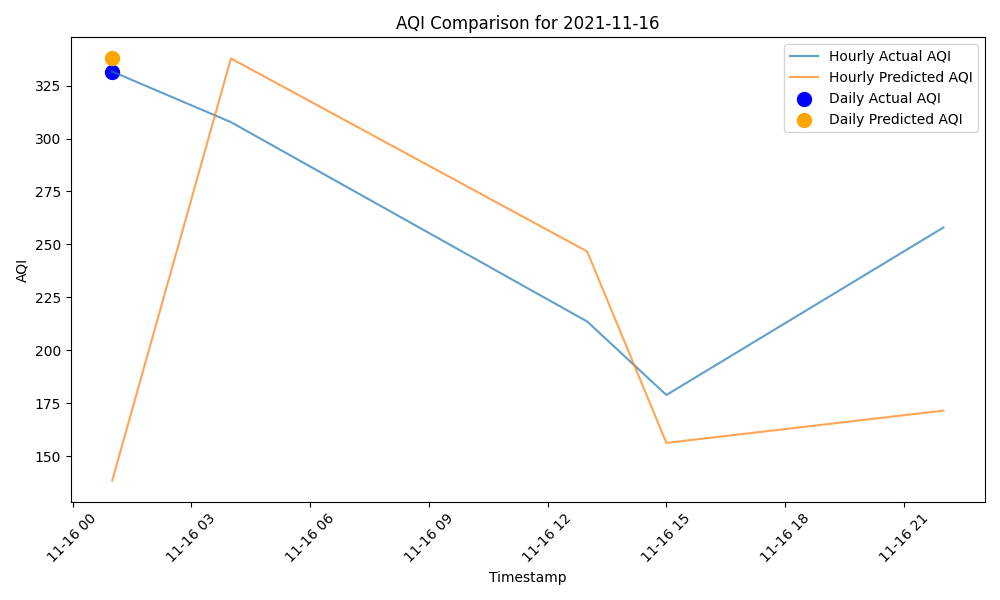 AQI Comparison for 2021-11-16
Hourly Actual AQI
Hourly Predicted AQI
Daily Actual AQI
Daily Predicted AQI
AQI
325
300
275
250
225
200
175
150
11-16 00
11-16 03
11-16 06
11-16 09
11-16 12
11-16 15
11-16 18
11-16 21
Timestamp